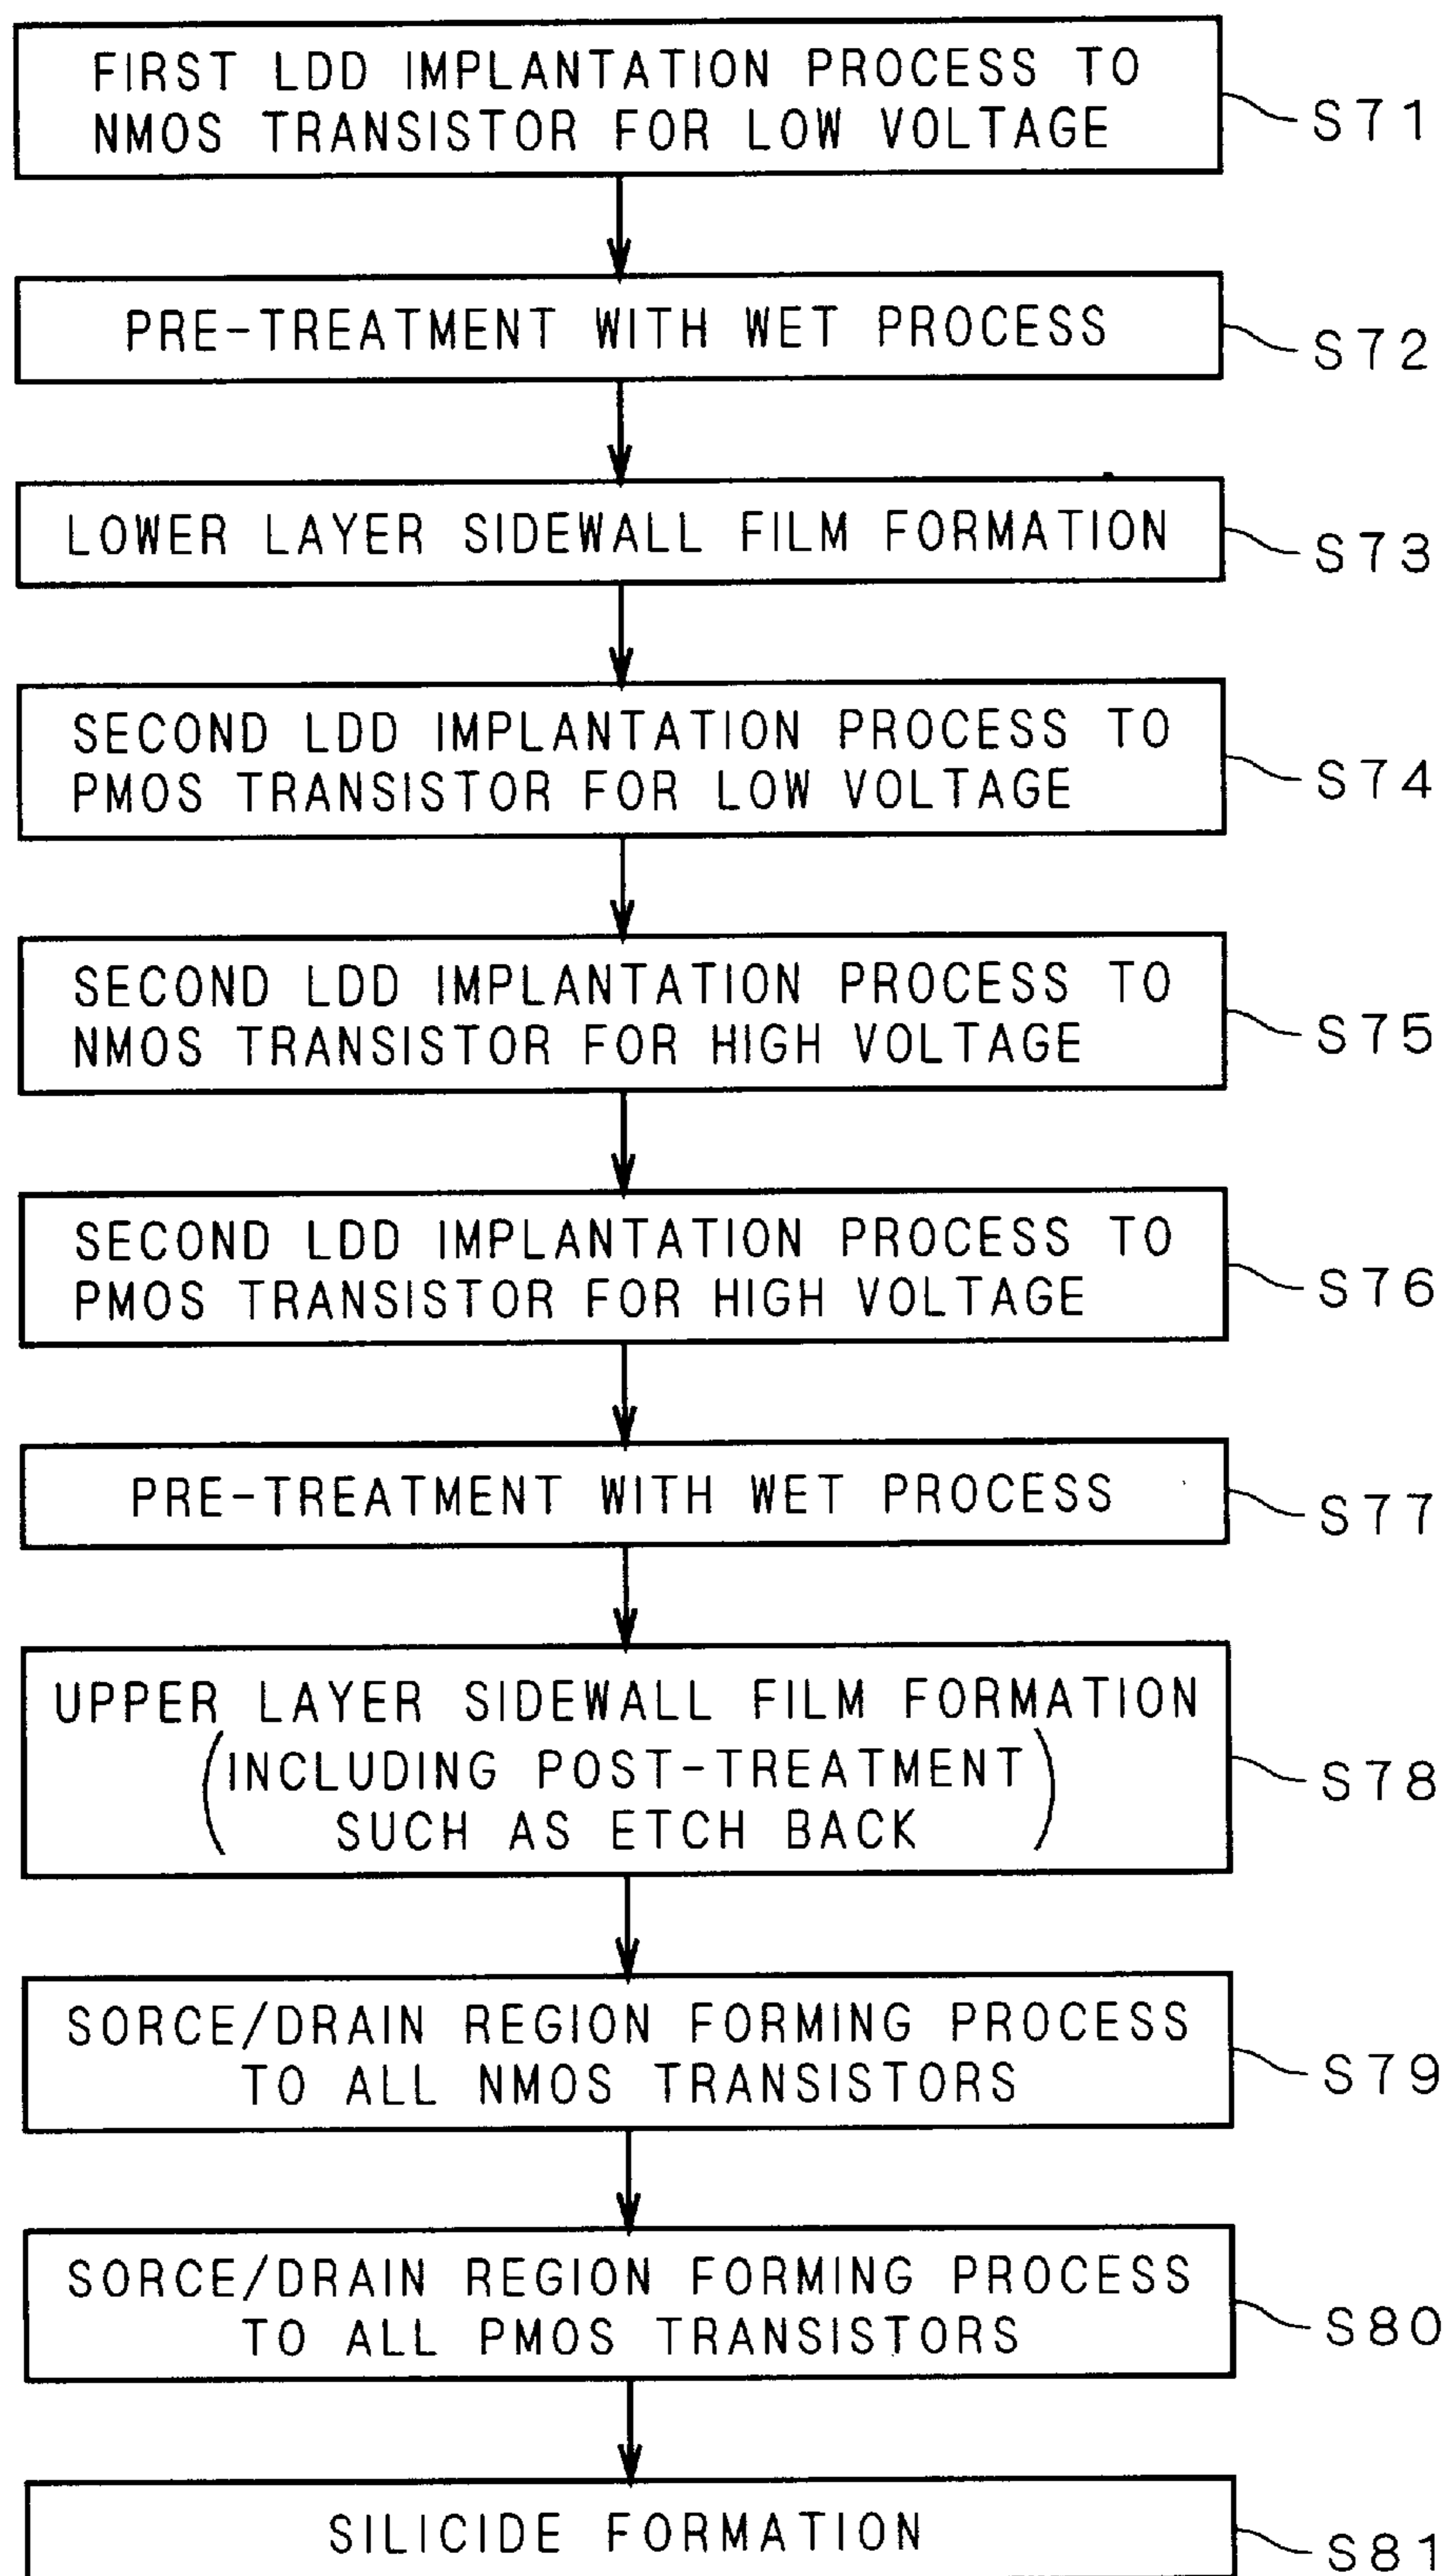 FIRST LDD IMPLANTATION PROCESS TO
NMOS TRANSISTOR FOR LOW VOLTAGE
S71
PRE-TREATMENT WITH WET PROCESS
S72
LOWER LAYER SIDEWALL FILM FORMATION
S73
SECOND LDD IMPLANTATION PROCESS TO
PMOS TRANSISTOR FOR LOW VOLTAGE
S74
SECOND LDD IMPLANTATION PROCESS TO
NMOS TRANSISTOR FOR HIGH VOLTAGE
S75
SECOND LDD IMPLANTATION PROCESS TO
PMOS TRANSISTOR FOR HIGH VOLTAGE
S76
PRE-TREATMENT WITH WET PROCESS
S77
UPPER LAYER SIDEWALL FILM FORMATION
(INCLUDING POST-TREATMENT
SUCH AS ETCH BACK)
S78
SORCE/DRAIN REGION FORMING PROCESS
TO ALL NMOS TRANSISTORS
S79
SORCE/DRAIN REGION FORMING PROCESS
TO ALL PMOS TRANSISTORS
S80
SILICIDE FORMATION
S81